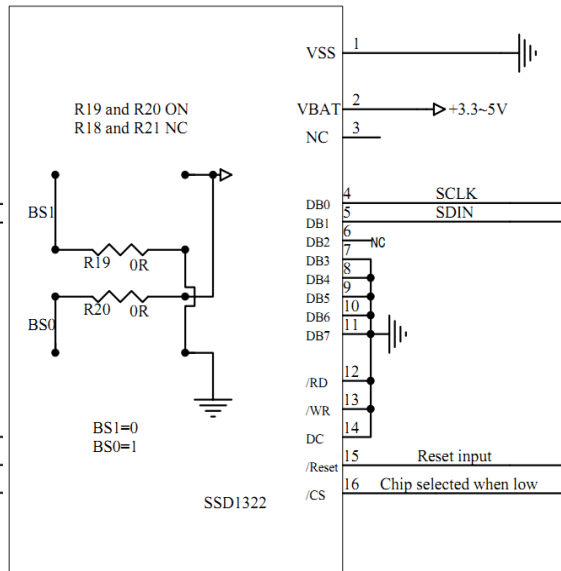 VSS
1
R19 and R20 ON
R18 and R21 NC
VBAT
2
+3.3~5V
NC
3
BS1
R19
0R
R20
0R
BS0
BS1=0
BS0=1
DB0
4
SCLK
DB1
5
SDIN
DB2
6
NC
DB3
7
DB4
8
DB5
9
DB6
10
DB7
11
/RD
12
/WR
13
DC
14
/Reset
15
Reset input
/CS
16
Chip selected when low
SSD1322